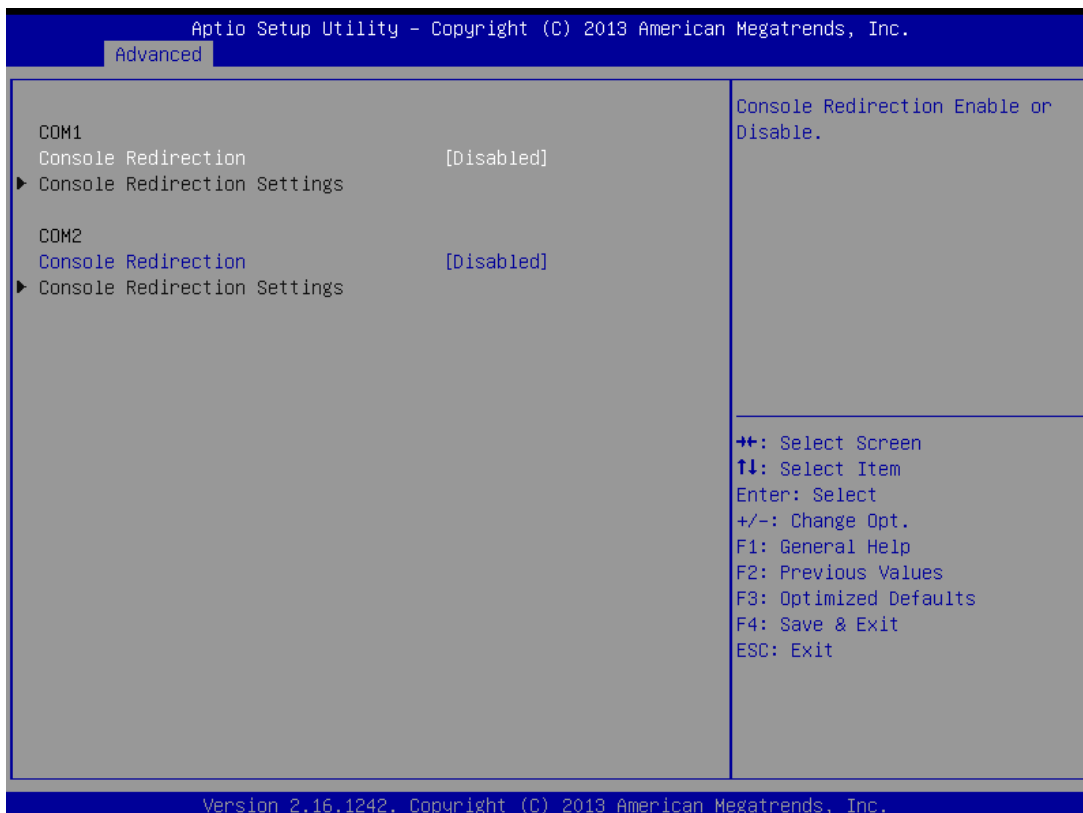 Aptio Setup Utility – Copyright (C) 2013 American Megatrends, Inc.
Advanced
COM1
Console Redirection [Disabled]
► Console Redirection Settings
COM2
Console Redirection [Disabled]
► Console Redirection Settings
Console Redirection Enable or
Disable.
→←: Select Screen
↑↓: Select Item
Enter: Select
+/-: Change Opt.
F1: General Help
F2: Previous Values
F3: Optimized Defaults
F4: Save & Exit
ESC: Exit
Version 2.16.1242. Copyright (C) 2013 American Megatrends, Inc.